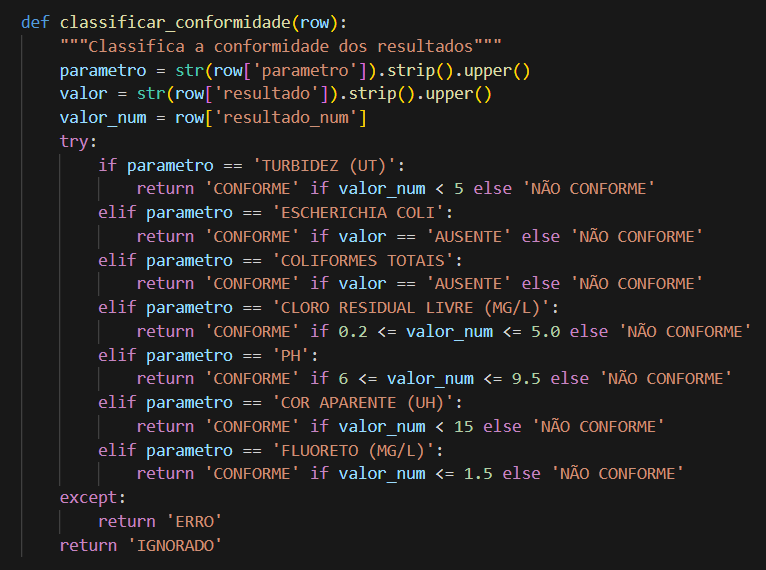 def classificar_conformidade(row):
    """Classifica a conformidade dos resultados"""
    parametro = str(row['parametro']).strip().upper()
    valor = str(row['resultado']).strip().upper()
    valor_num = row['resultado_num']
    try:
        if parametro == 'TURBIDEZ (UT)':
            return 'CONFORME' if valor_num < 5 else 'NÃO CONFORME'
        elif parametro == 'ESCHERICHIA COLI':
            return 'CONFORME' if valor == 'AUSENTE' else 'NÃO CONFORME'
        elif parametro == 'COLIFORMES TOTAIS':
            return 'CONFORME' if valor == 'AUSENTE' else 'NÃO CONFORME'
        elif parametro == 'CLORO RESIDUAL LIVRE (MG/L)':
            return 'CONFORME' if 0.2 <= valor_num <= 5.0 else 'NÃO CONFORME'
        elif parametro == 'PH':
            return 'CONFORME' if 6 <= valor_num <= 9.5 else 'NÃO CONFORME'
        elif parametro == 'COR APARENTE (UH)':
            return 'CONFORME' if valor_num < 15 else 'NÃO CONFORME'
        elif parametro == 'FLUORETO (MG/L)':
            return 'CONFORME' if valor_num <= 1.5 else 'NÃO CONFORME'
    except:
        return 'ERRO'
    return 'IGNORADO'